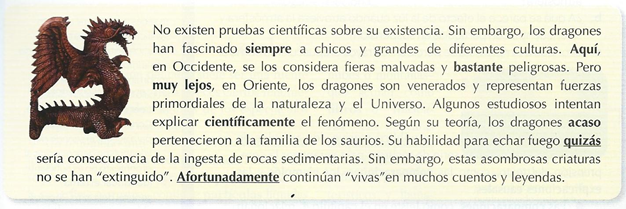 No existen pruebas científicas sobre su existencia. Sin embargo, los dragones
han fascinado siempre a chicos y grandes de diferentes culturas. Aquí,
en Occidente, se los considera fieras malvadas y bastante peligrosas. Pero
muy lejos, en Oriente, los dragones son venerados y representan fuerzas
primordiales de la naturaleza y el Universo. Algunos estudiosos intentan
explicar científicamente el fenómeno. Según su teoría, los dragones acaso
pertenecieron a la familia de los saurios. Su habilidad para echar fuego quizás
sería consecuencia de la ingesta de rocas sedimentarias. Sin embargo, estas asombrosas criaturas
no se han “extinguido”. Afortunadamente continúan “vivas”en muchos cuentos y leyendas.